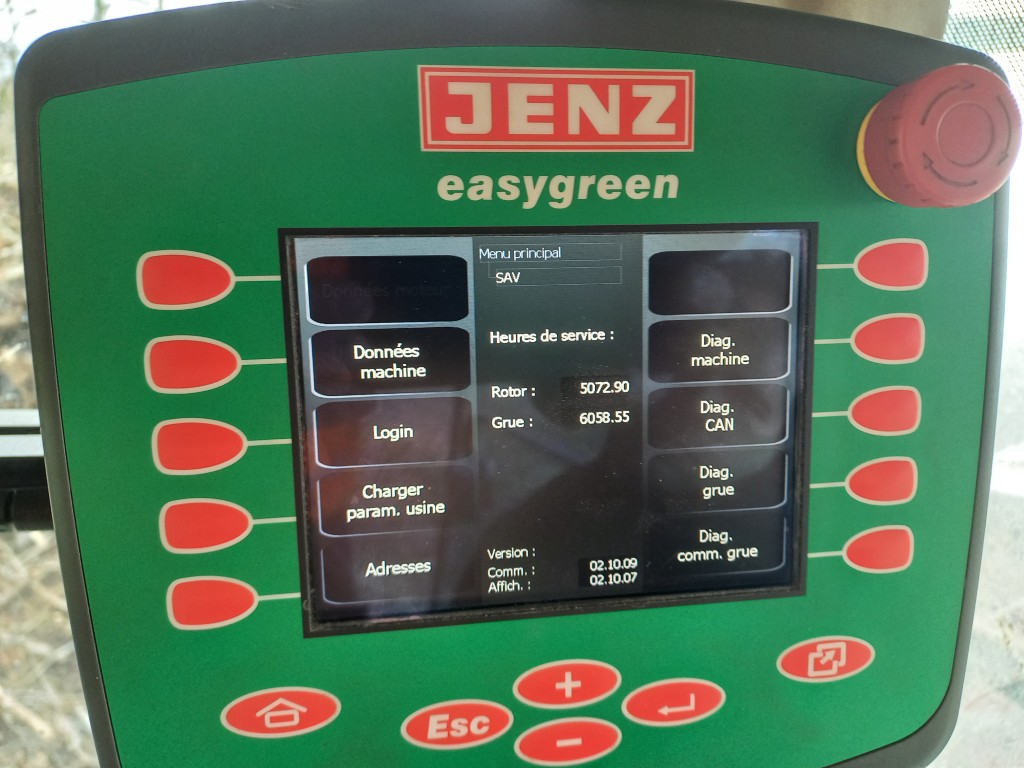 JENZ
easygreen
Menu principal
SAV
Données moteur
Données
machine
Login
Charger
param. usine
Adresses
Heures de service :
Rotor : 5072.90
Grue : 6058.55
Version :
Comm. : 02.10.09
Affich. : 02.10.07
Diag.
machine
Diag.
CAN
Diag.
grue
Diag.
comm. grue
Esc
+
-